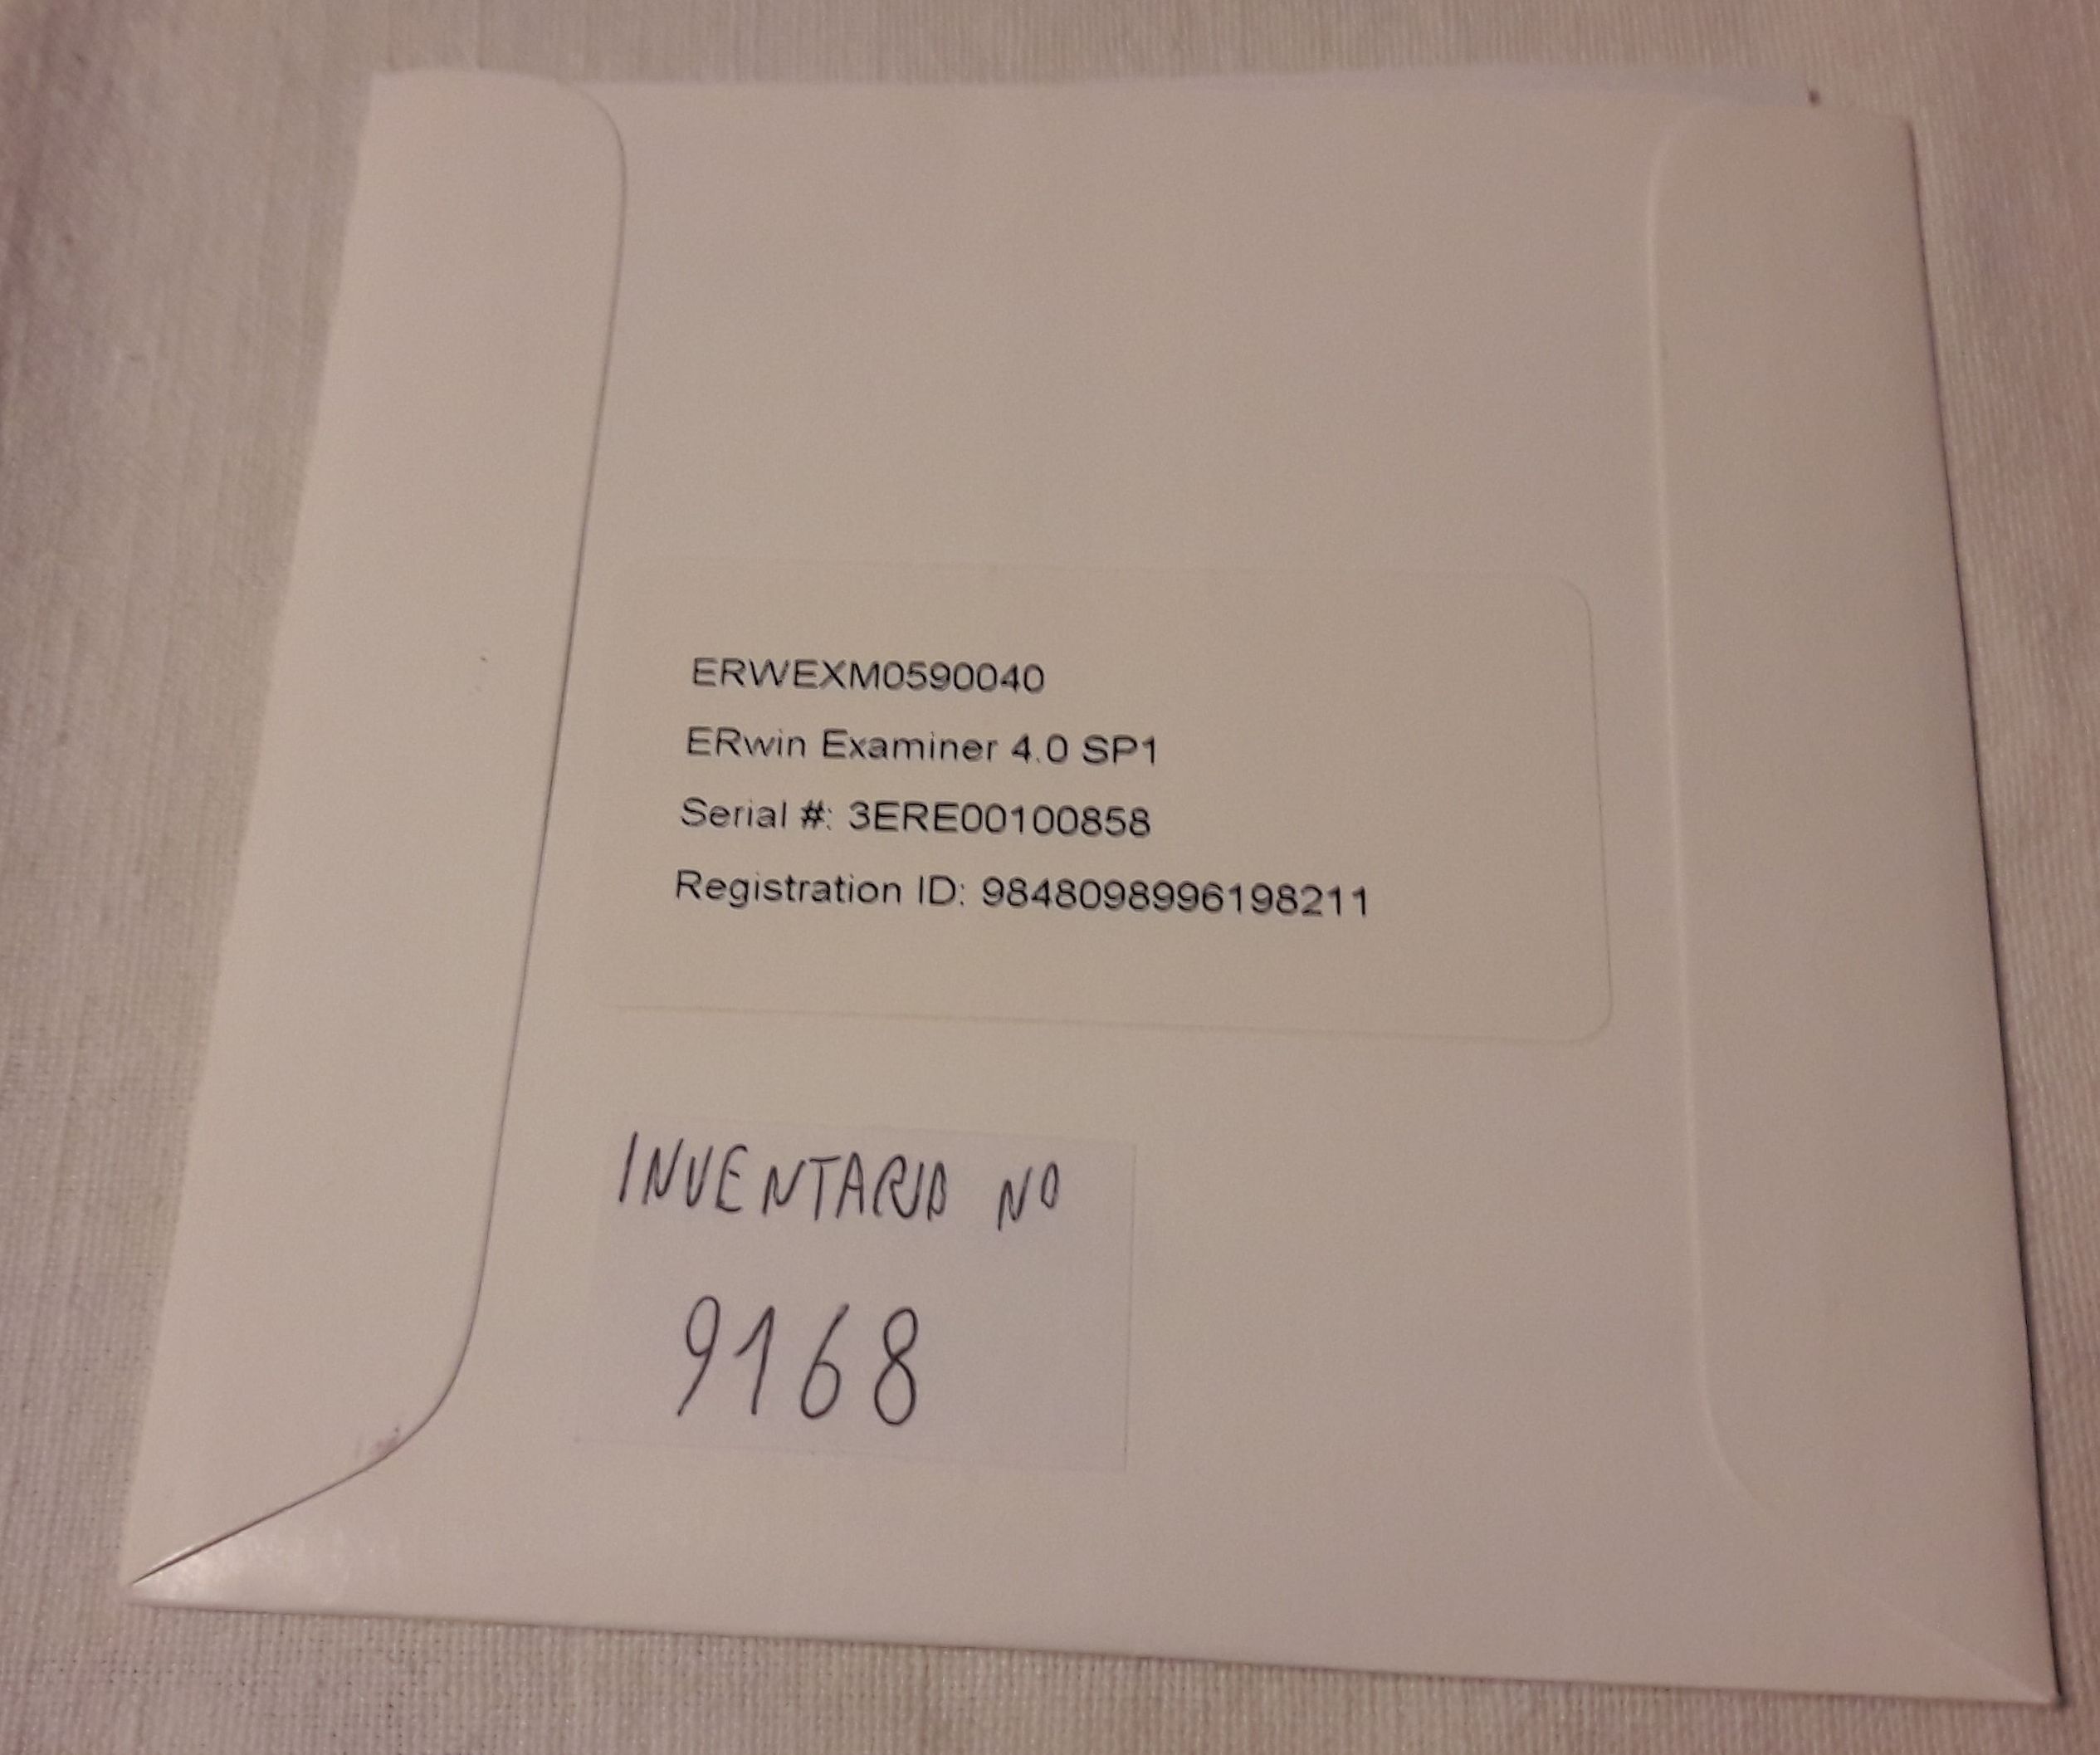 ERWEXM0590040
ERwin Examiner 4.0 SP1
Serial #: 3ERE00100858
Registration ID: 9848098996198211
INVENTARIO NO
9168